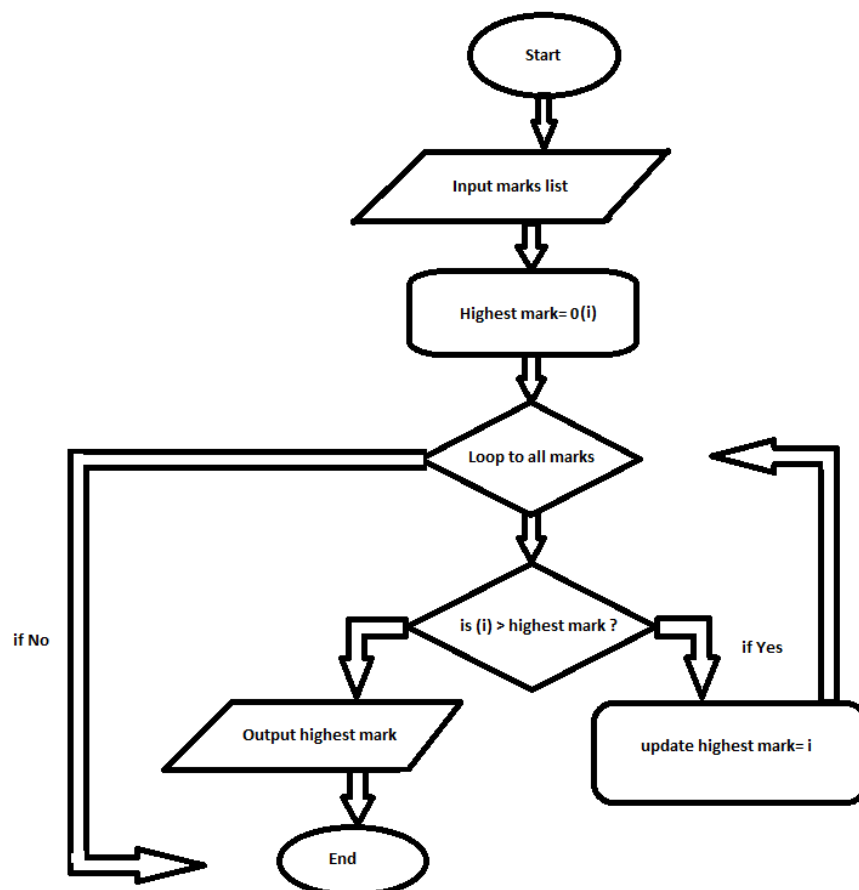 Start
Input marks list
Highest mark= 0(i)
Loop to all marks
is (i) > highest mark ?
if No
if Yes
Output highest mark
update highest mark= i
End